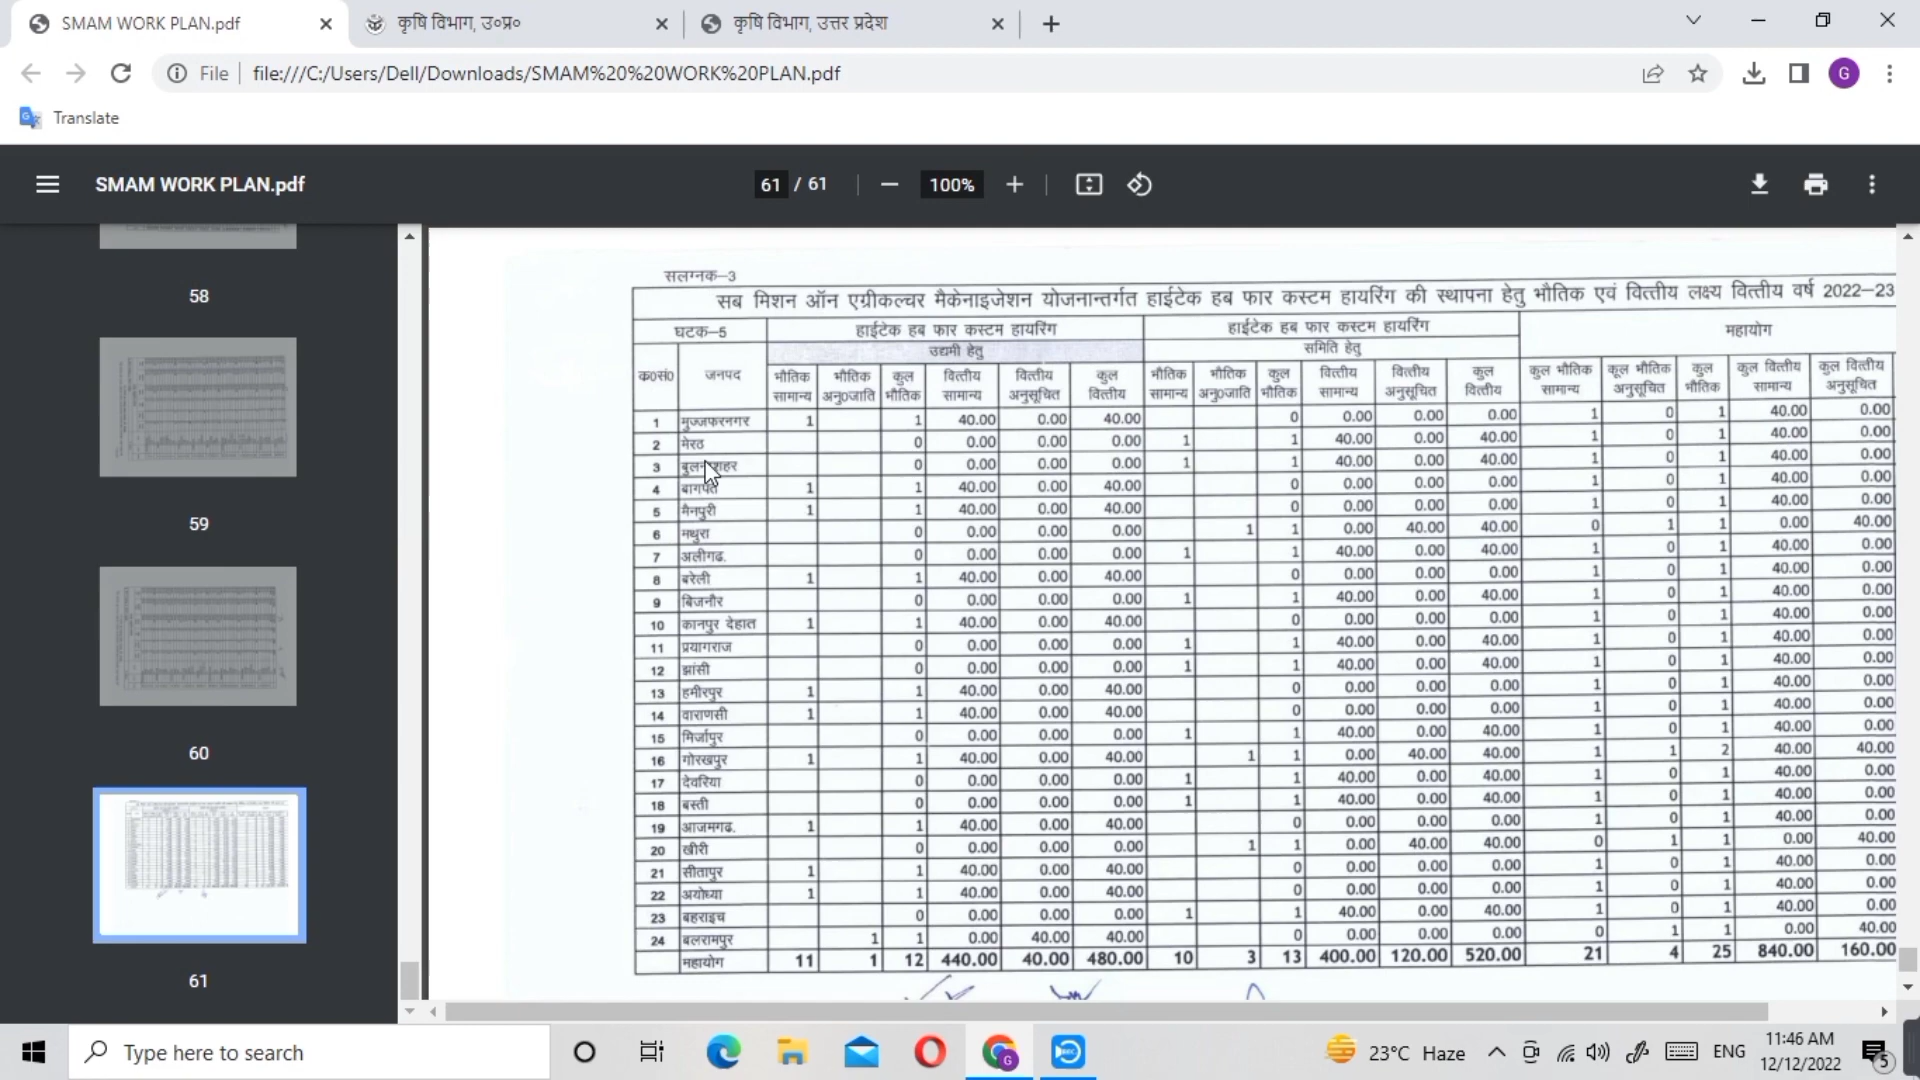 SMAM WORK PLAN.pdf
कृषि विभाग, उ०प्र०
कृषि विभाग, उत्तर प्रदेश
File
file:///C:/Users/Dell/Downloads/SMAM%20%20WORK%20PLAN.pdf
G
Translate
SMAM WORK PLAN.pdf
61 / 61
100%
58
59
60
61
सलग्नक-3
सब मिशन ऑन एग्रीकल्चर मैकेनाइजेशन योजनान्तर्गत हाईटेक हब फार कस्टम हायरिंग की स्थापना हेतु भौतिक एवं वित्तीय लक्ष्य वित्तीय वर्ष 2022-23
घटक-5 हाईटेक हब फार कस्टम हायरिंग हाईटेक हब फार कस्टम हायरिंग महायोग
उद्यमी हेतु समिति हेतु
क०सं० जनपद भौतिक सामान्य भौतिक अनु०जाति कुल भौतिक वित्तीय सामान्य वित्तीय अनुसूचित कुल वित्तीय भौतिक सामान्य भौतिक अनु०जाति कुल भौतिक वित्तीय सामान्य वित्तीय अनुसूचित कुल वित्तीय कुल भौतिक सामान्य कूल भौतिक अनुसूचित कुल भौतिक कुल वित्तीय सामान्य कुल वित्तीय अनुसूचित
1 मुज्जफरनगर 1 1 40.00 0.00 40.00 0 0.00 0.00 0.00 1 0 1 40.00 0.00
2 मेरठ 0 0.00 0.00 0.00 1 1 40.00 0.00 40.00 1 0 1 40.00 0.00
3 0 0.00 0.00 0.00 1 1 40.00 0.00 40.00 1 0 1 40.00 0.00
4 बागपत 1 1 40.00 0.00 40.00 0 0.00 0.00 0.00 1 0 1 40.00 0.00
5 मैनपुरी 1 1 40.00 0.00 40.00 0 0.00 0.00 0.00 1 0 1 40.00 0.00
6 मथुरा 0 0.00 0.00 0.00 1 1 0.00 40.00 40.00 0 1 1 0.00 40.00
7 अलीगढ. 0 0.00 0.00 0.00 1 1 40.00 0.00 40.00 1 0 1 40.00 0.00
8 बरेली 1 1 40.00 0.00 40.00 0 0.00 0.00 0.00 1 0 1 40.00 0.00
9 बिजनौर 0 0.00 0.00 0.00 1 1 40.00 0.00 40.00 1 0 1 40.00 0.00
10 कानपुर देहात 1 1 40.00 0.00 40.00 0 0.00 0.00 0.00 1 0 1 40.00 0.00
11 प्रयागराज 0 0.00 0.00 0.00 1 1 40.00 0.00 40.00 1 0 1 40.00 0.00
12 झांसी 0 0.00 0.00 0.00 1 1 40.00 0.00 40.00 1 0 1 40.00 0.00
13 हमीरपुर 1 1 40.00 0.00 40.00 0 0.00 0.00 0.00 1 0 1 40.00 0.00
14 वाराणसी 1 1 40.00 0.00 40.00 0 0.00 0.00 0.00 1 0 1 40.00 0.00
15 मिर्जापुर 0 0.00 0.00 0.00 1 1 40.00 0.00 40.00 1 0 1 40.00 0.00
16 गोरखपुर 1 1 40.00 0.00 40.00 1 1 0.00 40.00 40.00 1 1 2 40.00 40.00
17 देवरिया 0 0.00 0.00 0.00 1 1 40.00 0.00 40.00 1 0 1 40.00 0.00
18 बस्ती 0 0.00 0.00 0.00 1 1 40.00 0.00 40.00 1 0 1 40.00 0.00
19 आजमगढ. 1 1 40.00 0.00 40.00 0 0.00 0.00 0.00 1 0 1 40.00 0.00
20 खीरी 0 0.00 0.00 0.00 1 1 0.00 40.00 40.00 0 1 1 0.00 40.00
21 सीतापुर 1 1 40.00 0.00 40.00 0 0.00 0.00 0.00 1 0 1 40.00 0.00
22 अयोध्या 1 1 40.00 0.00 40.00 0 0.00 0.00 0.00 1 0 1 40.00 0.00
23 बहराइच 0 0.00 0.00 0.00 1 1 40.00 0.00 40.00 1 0 1 40.00 0.00
24 बलरामपुर 1 1 0.00 40.00 40.00 0 0.00 0.00 0.00 0 1 1 0.00 40.00
महायोग 11 1 12 440.00 40.00 480.00 10 3 13 400.00 120.00 520.00 21 4 25 840.00 160.00
Type here to search
23°C Haze
ENG
11:46 AM
12/12/2022
5